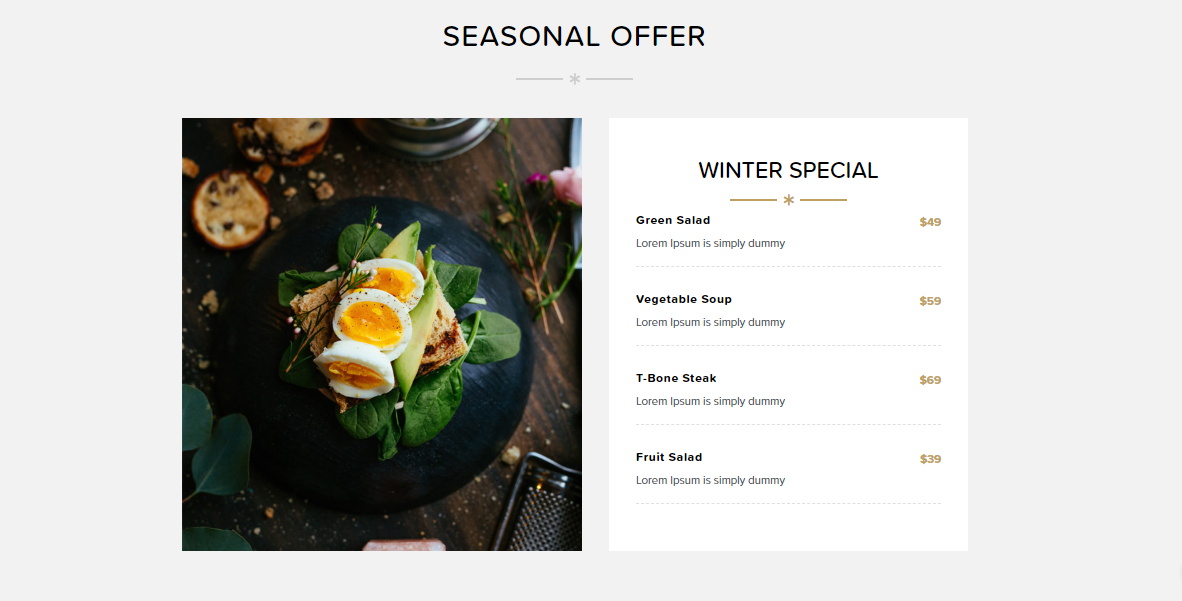 SEASONAL OFFER
WINTER SPECIAL
Green Salad $49
Lorem Ipsum is simply dummy
Vegetable Soup $59
Lorem Ipsum is simply dummy
T-Bone Steak $69
Lorem Ipsum is simply dummy
Fruit Salad $39
Lorem Ipsum is simply dummy